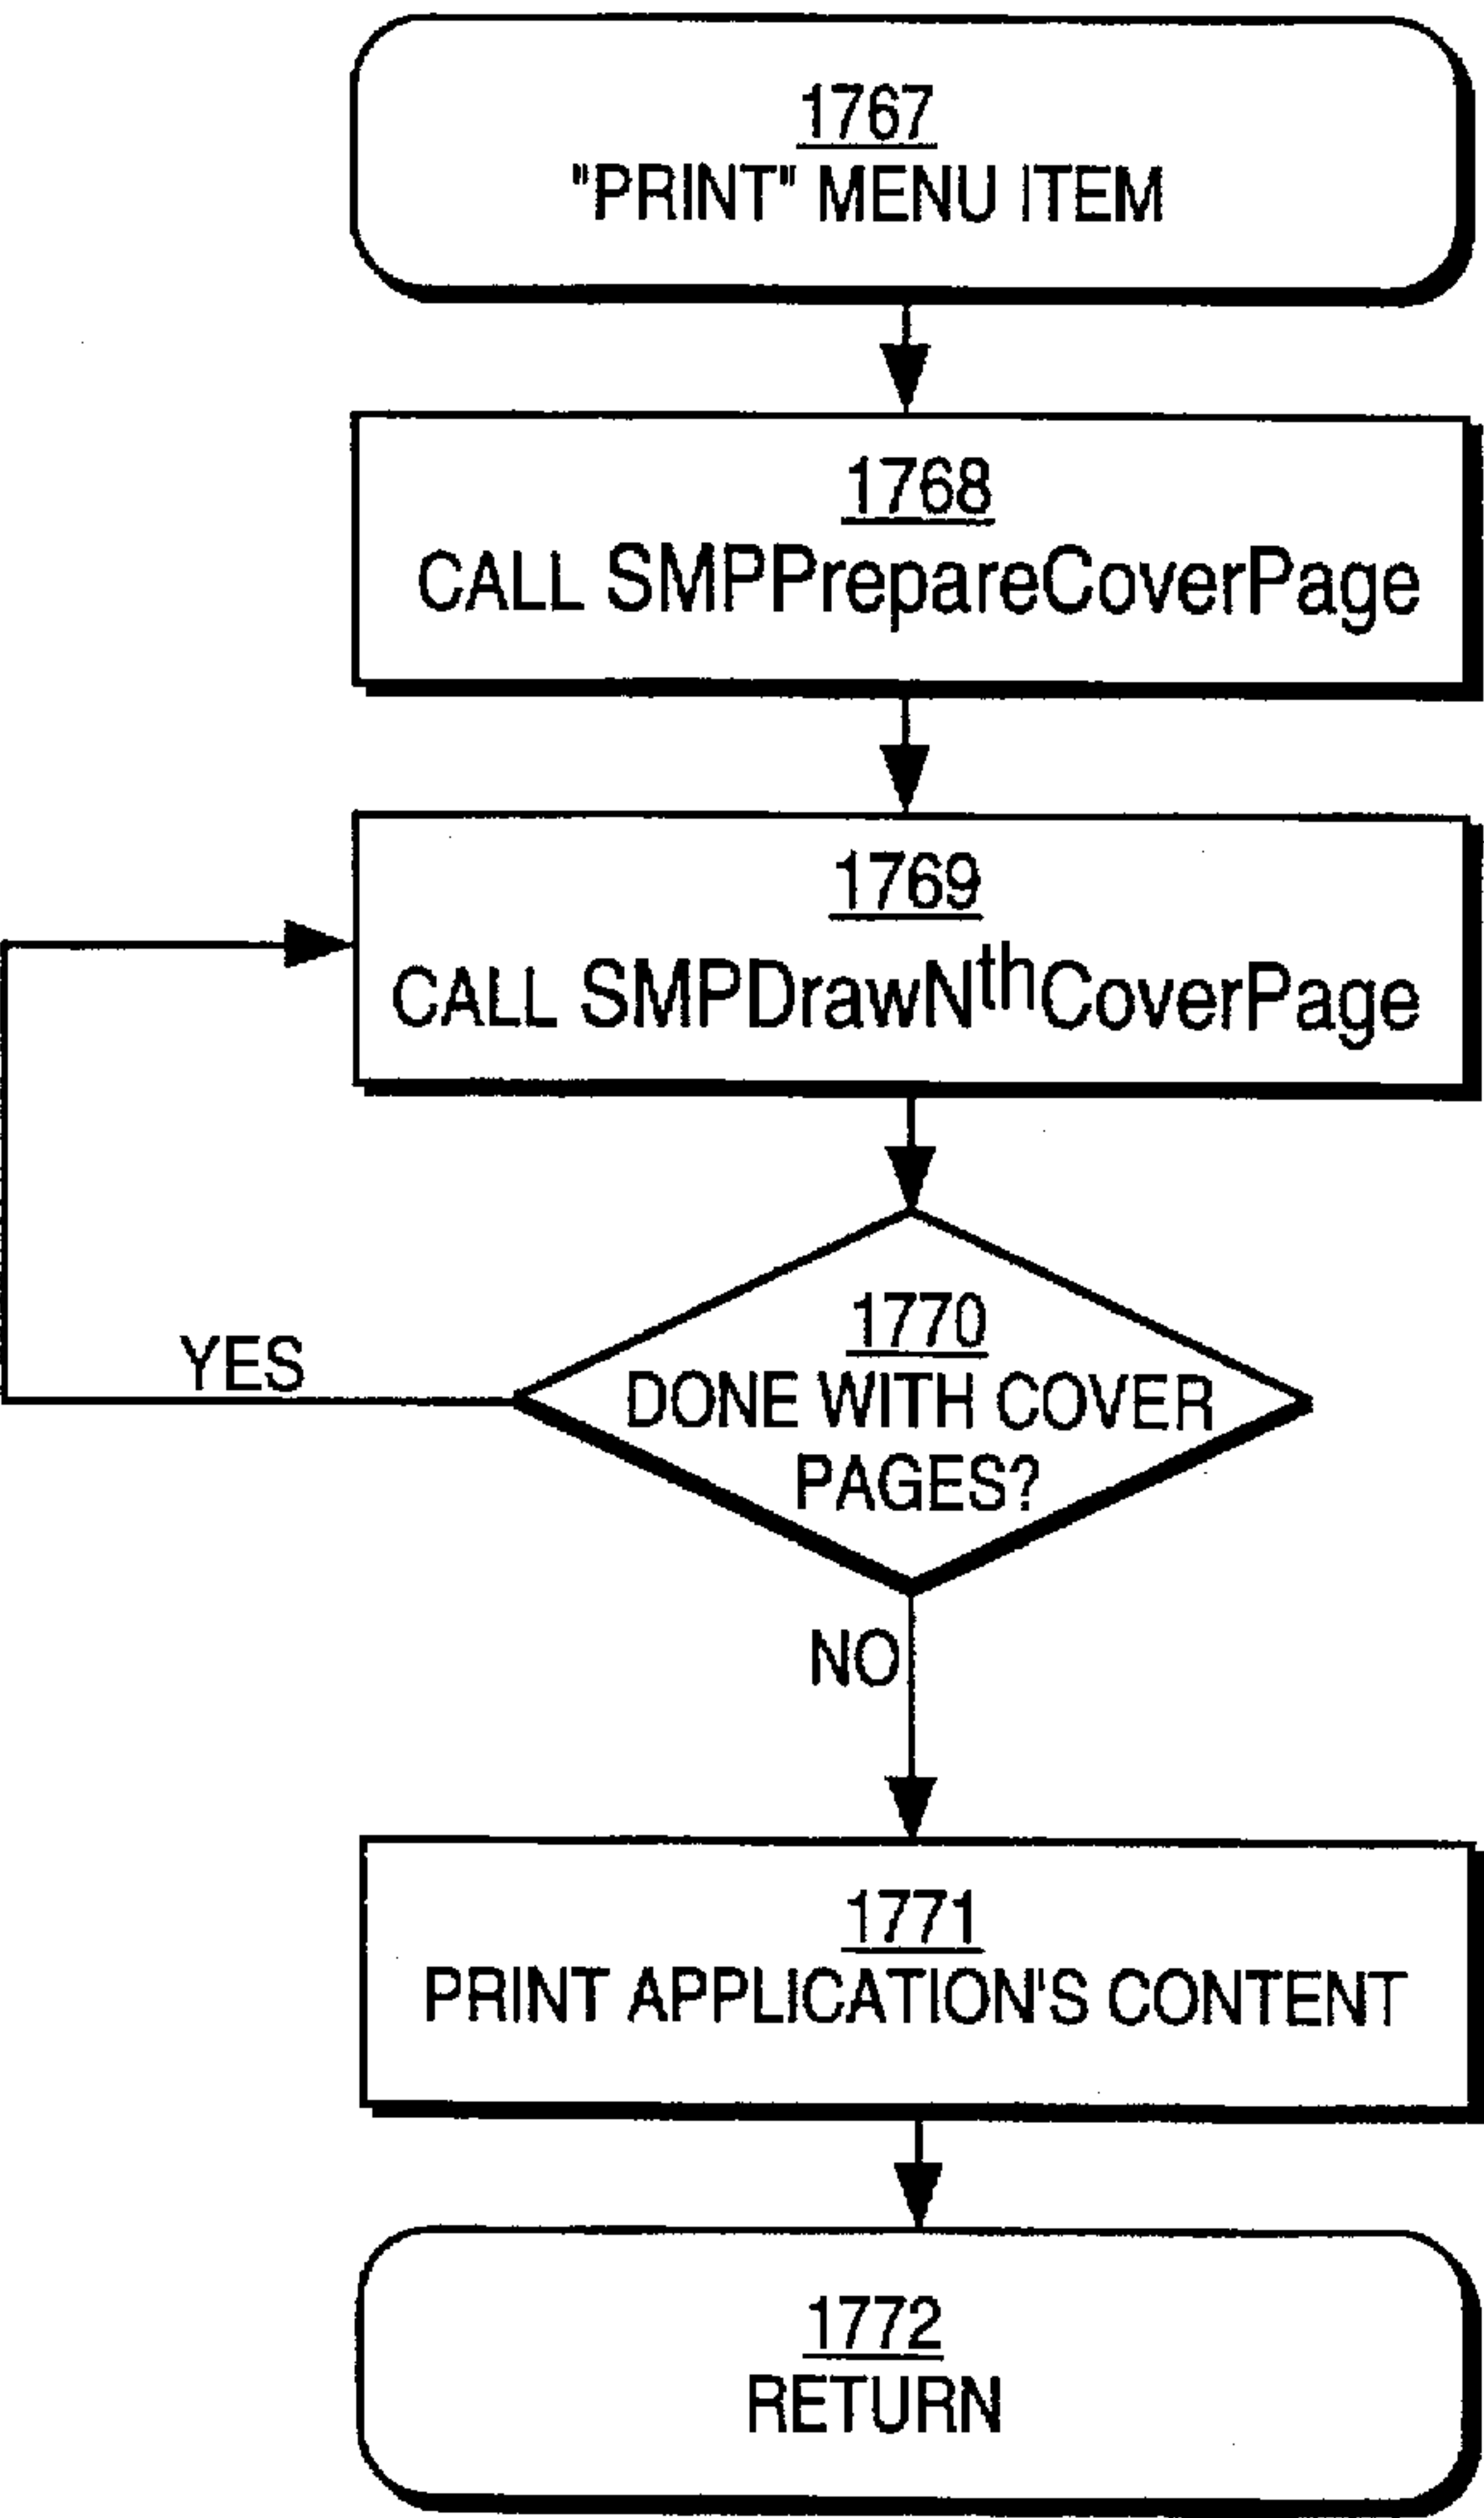 1767
"PRINT" MENU ITEM
1768
CALL SMPPrepareCoverPage
1769
CALL SMPDrawNthCoverPage
1770
DONE WITH COVER
PAGES?
YES
NO
1771
PRINT APPLICATION'S CONTENT
1772
RETURN